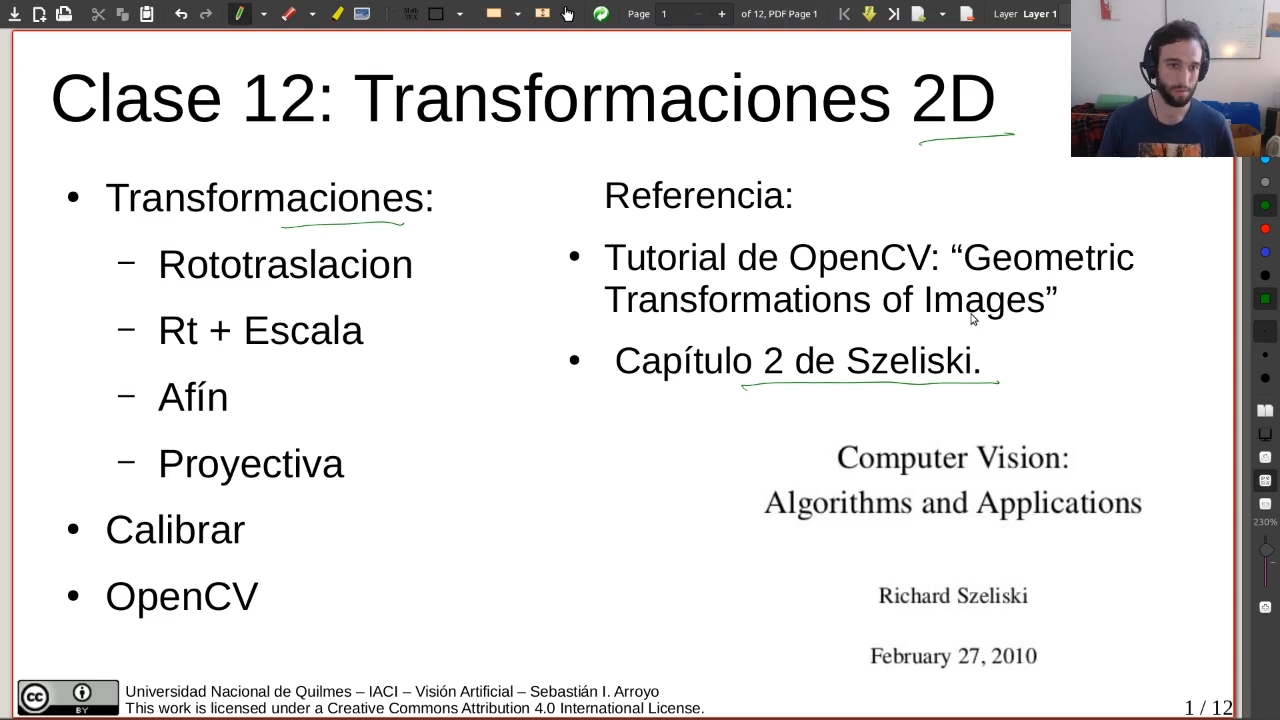 Page 1 of 12, PDF Page 1 Layer Layer 1
Clase 12: Transformaciones 2D
Transformaciones:
Rototraslacion
Rt + Escala
Afín
Proyectiva
Calibrar
OpenCV
Referencia:
Tutorial de OpenCV: “Geometric
Transformations of Images”
Capítulo 2 de Szeliski.
Computer Vision:
Algorithms and Applications
Richard Szeliski
February 27, 2010
230%
cc BY
Universidad Nacional de Quilmes – IACI – Visión Artificial – Sebastián I. Arroyo
This work is licensed under a Creative Commons Attribution 4.0 International License.
1 / 12